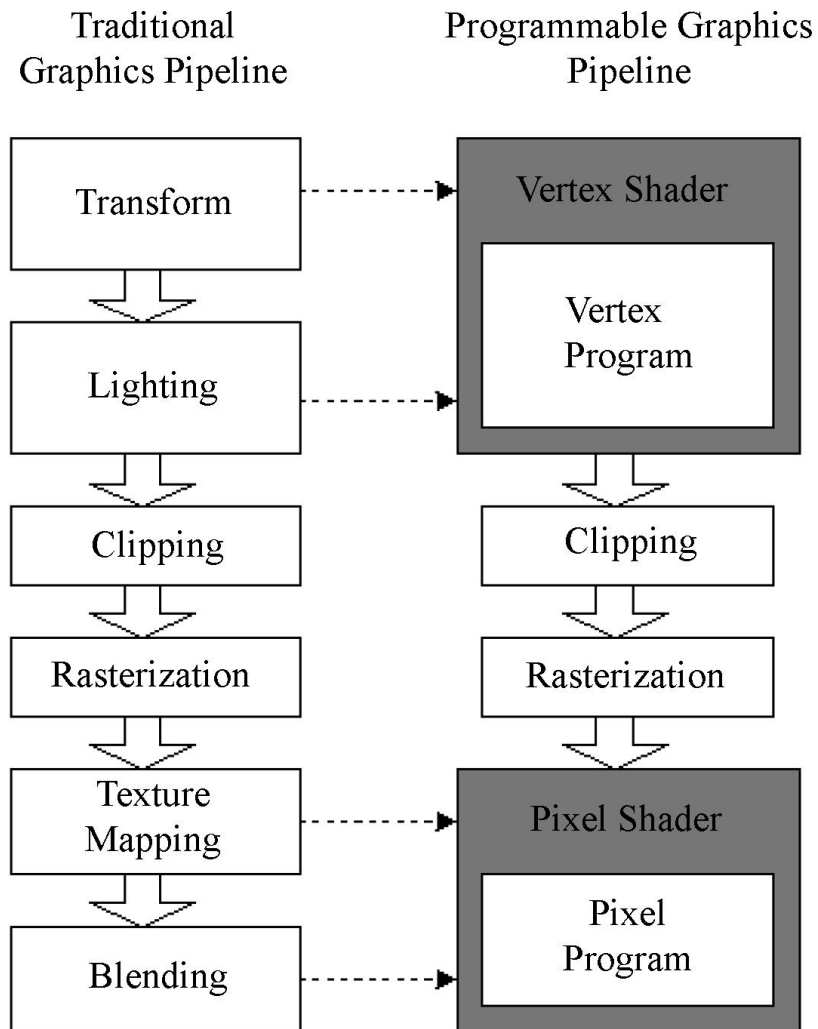 Traditional
Graphics Pipeline
Programmable Graphics
Pipeline
Transform
Lighting
Clipping
Rasterization
Texture
Mapping
Blending
Vertex Shader
Vertex
Program
Clipping
Rasterization
Pixel Shader
Pixel
Program